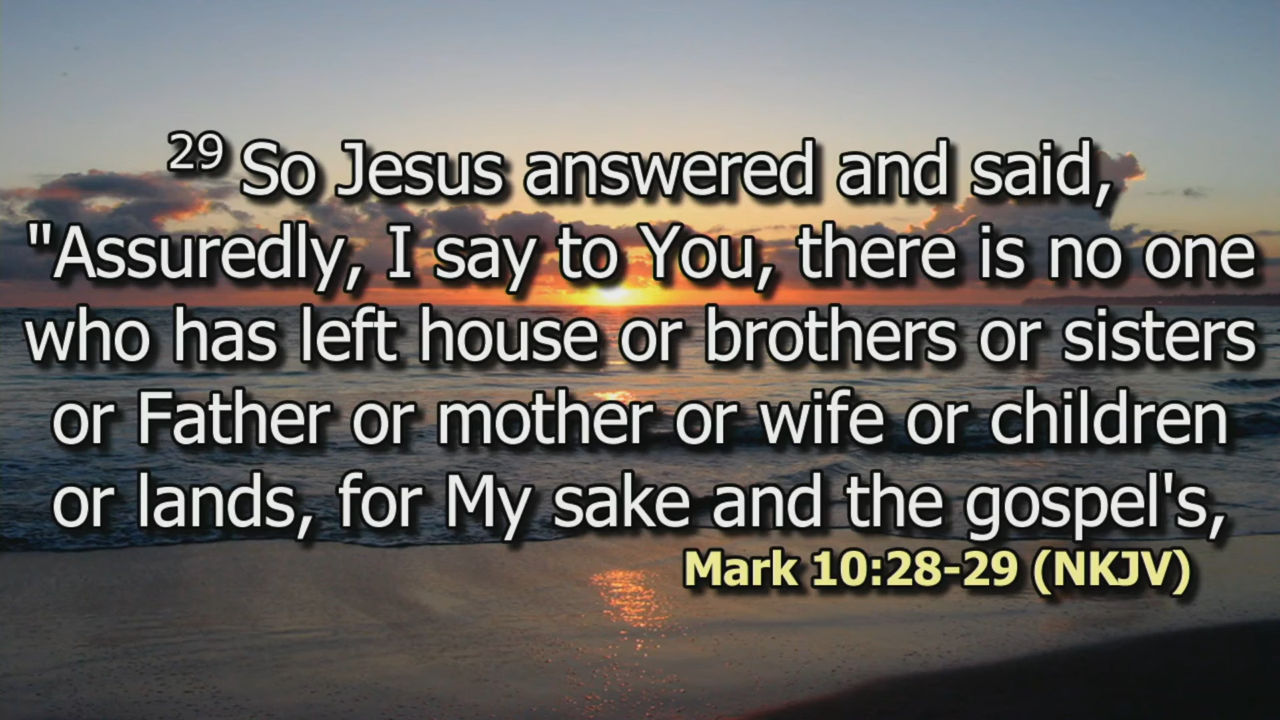 29 So Jesus answered and said,
"Assuredly, I say to You, there is no one
who has left house or brothers or sisters
or Father or mother or wife or children
or lands, for My sake and the gospel's,
Mark 10:28-29 (NKJV)